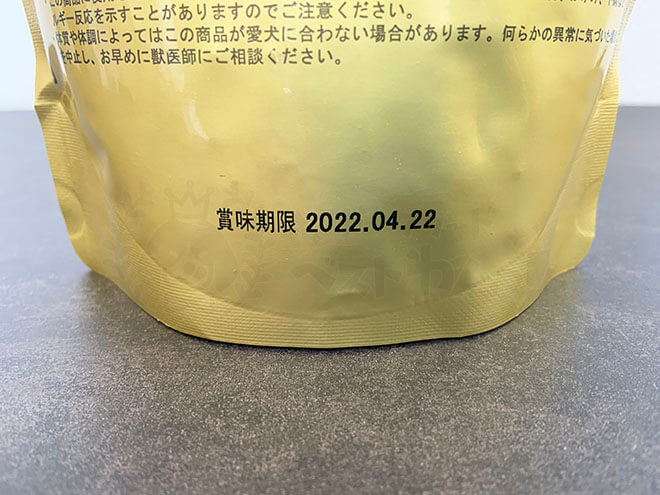 ルギー反応を示すことがありますのでご注意ください。
体質や体調によってはこの商品が愛犬に合わない場合があります。何らかの異常に気づいた
を中止し、お早めに獣医師にご相談ください。
賞味期限 2022.04.22